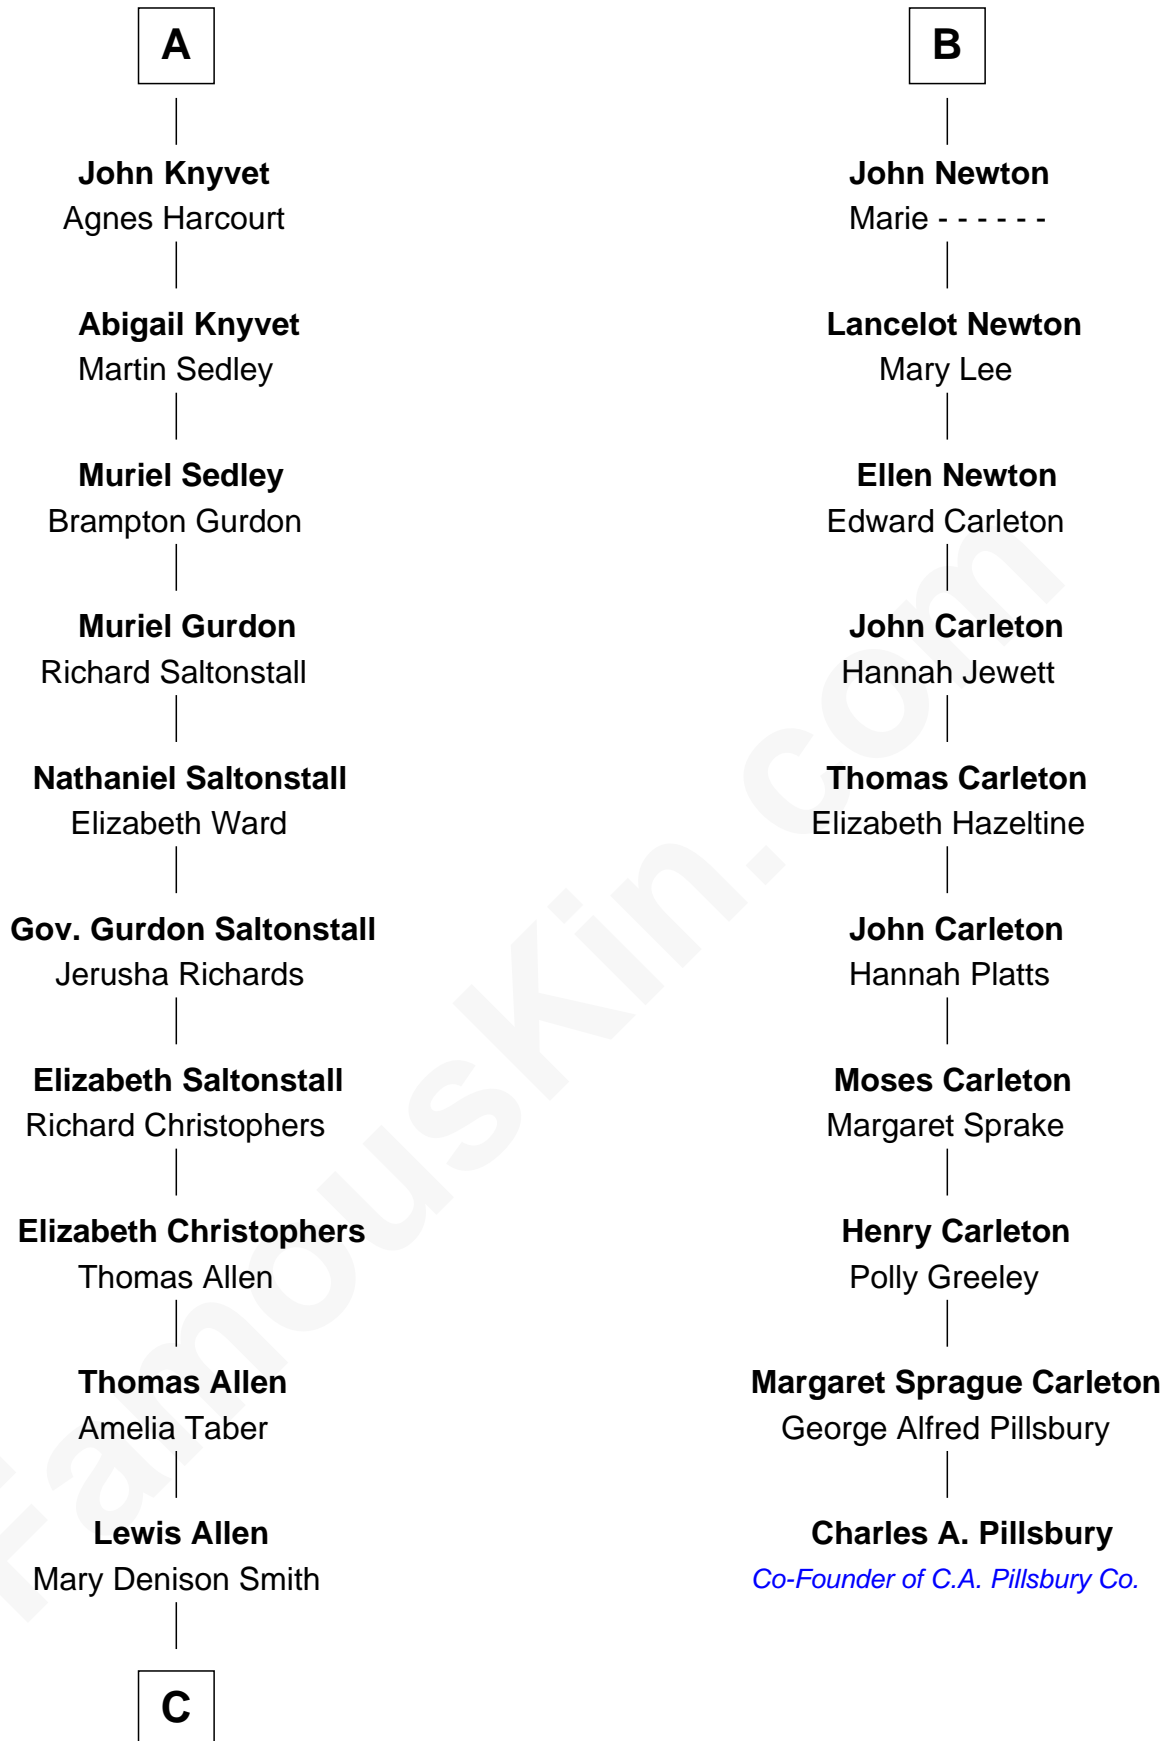 A
John Knyvet
Agnes Harcourt
Abigail Knyvet
Martin Sedley
Muriel Sedley
Brampton Gurdon
Muriel Gurdon
Richard Saltonstall
Nathaniel Saltonstall
Elizabeth Ward
Gov. Gurdon Saltonstall
Jerusha Richards
Elizabeth Saltonstall
Richard Christophers
Elizabeth Christophers
Thomas Allen
Thomas Allen
Amelia Taber
Lewis Allen
Mary Denison Smith
C
B
John Newton
Marie - - - - - -
Lancelot Newton
Mary Lee
Ellen Newton
Edward Carleton
John Carleton
Hannah Jewett
Thomas Carleton
Elizabeth Hazeltine
John Carleton
Hannah Platts
Moses Carleton
Margaret Sprake
Henry Carleton
Polly Greeley
Margaret Sprague Carleton
George Alfred Pillsbury
Charles A. Pillsbury
Co-Founder of C.A. Pillsbury Co.
FamousKin.com